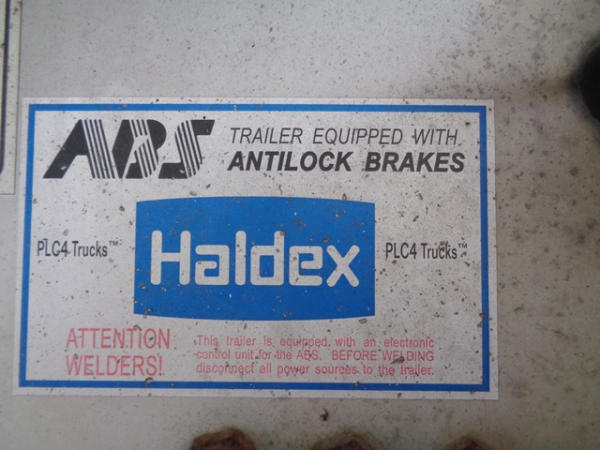 ABS
TRAILER EQUIPPED WITH
ANTILOCK BRAKES
PLC4 Trucks™
Haldex
PLC4 Trucks™
ATTENTION
WELDERS!
This trailer is equipped with an electronic
control unit for the ABS. BEFORE WELDING
disconnect all power sources to the trailer.